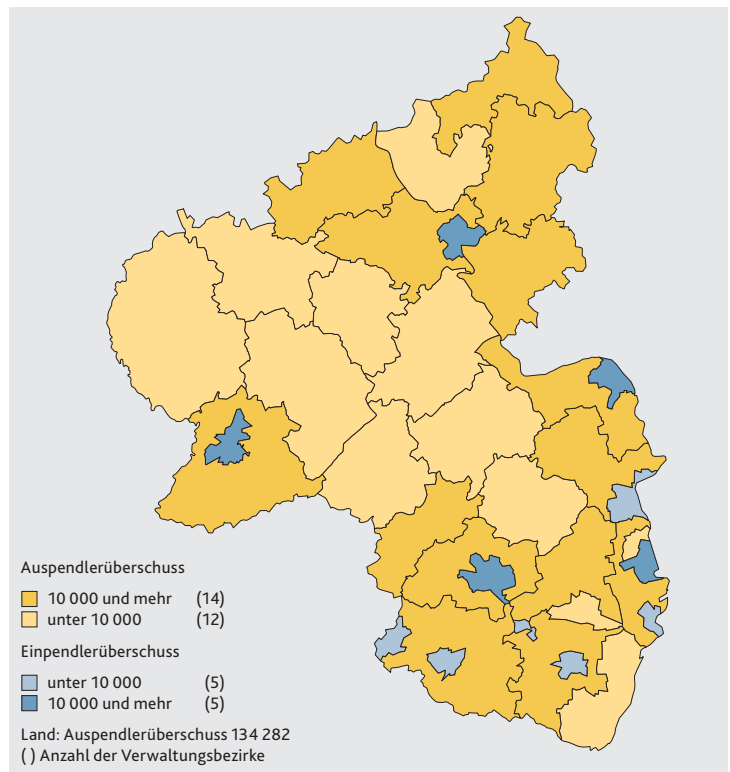 Auspendlerüberschuss
10 000 und mehr (14)
unter 10 000 (12)
Einpendlerüberschuss
unter 10 000 (5)
10 000 und mehr (5)
Land: Auspendlerüberschuss 134 282
( ) Anzahl der Verwaltungsbezirke